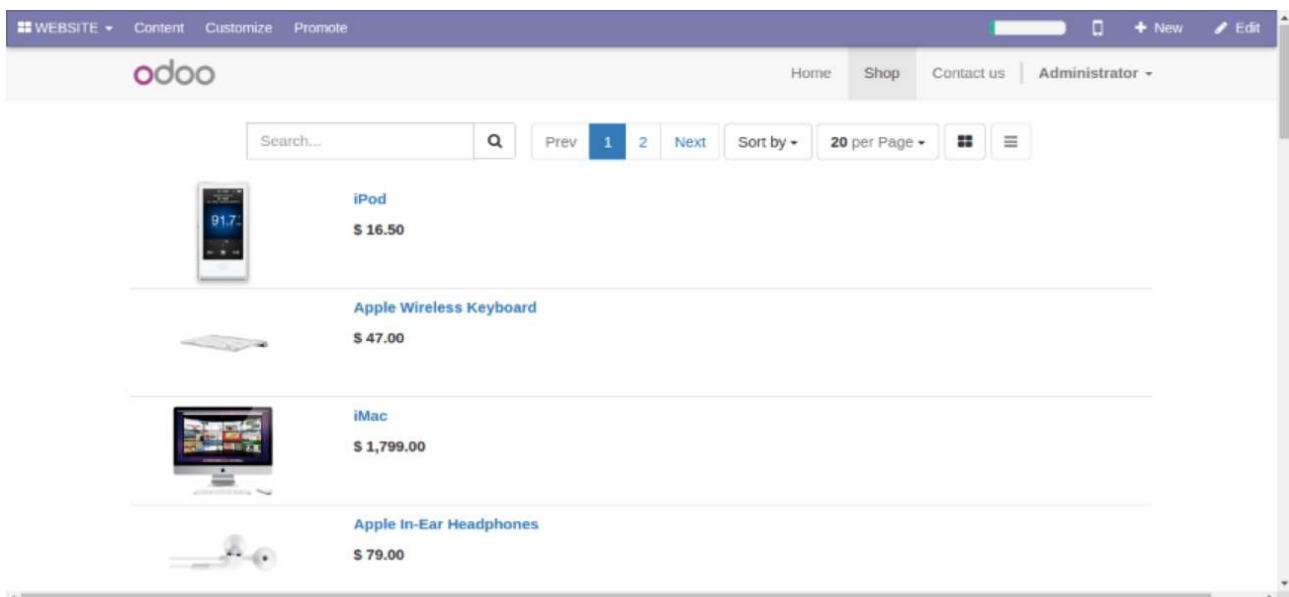 WEBSITE Content Customize Promote New Edit
odoo Home Shop Contact us Administrator
Search... Prev 1 2 Next Sort by 20 per Page
iPod
91.7
$ 16.50
Apple Wireless Keyboard
$ 47.00
iMac
$ 1,799.00
Apple In-Ear Headphones
$ 79.00